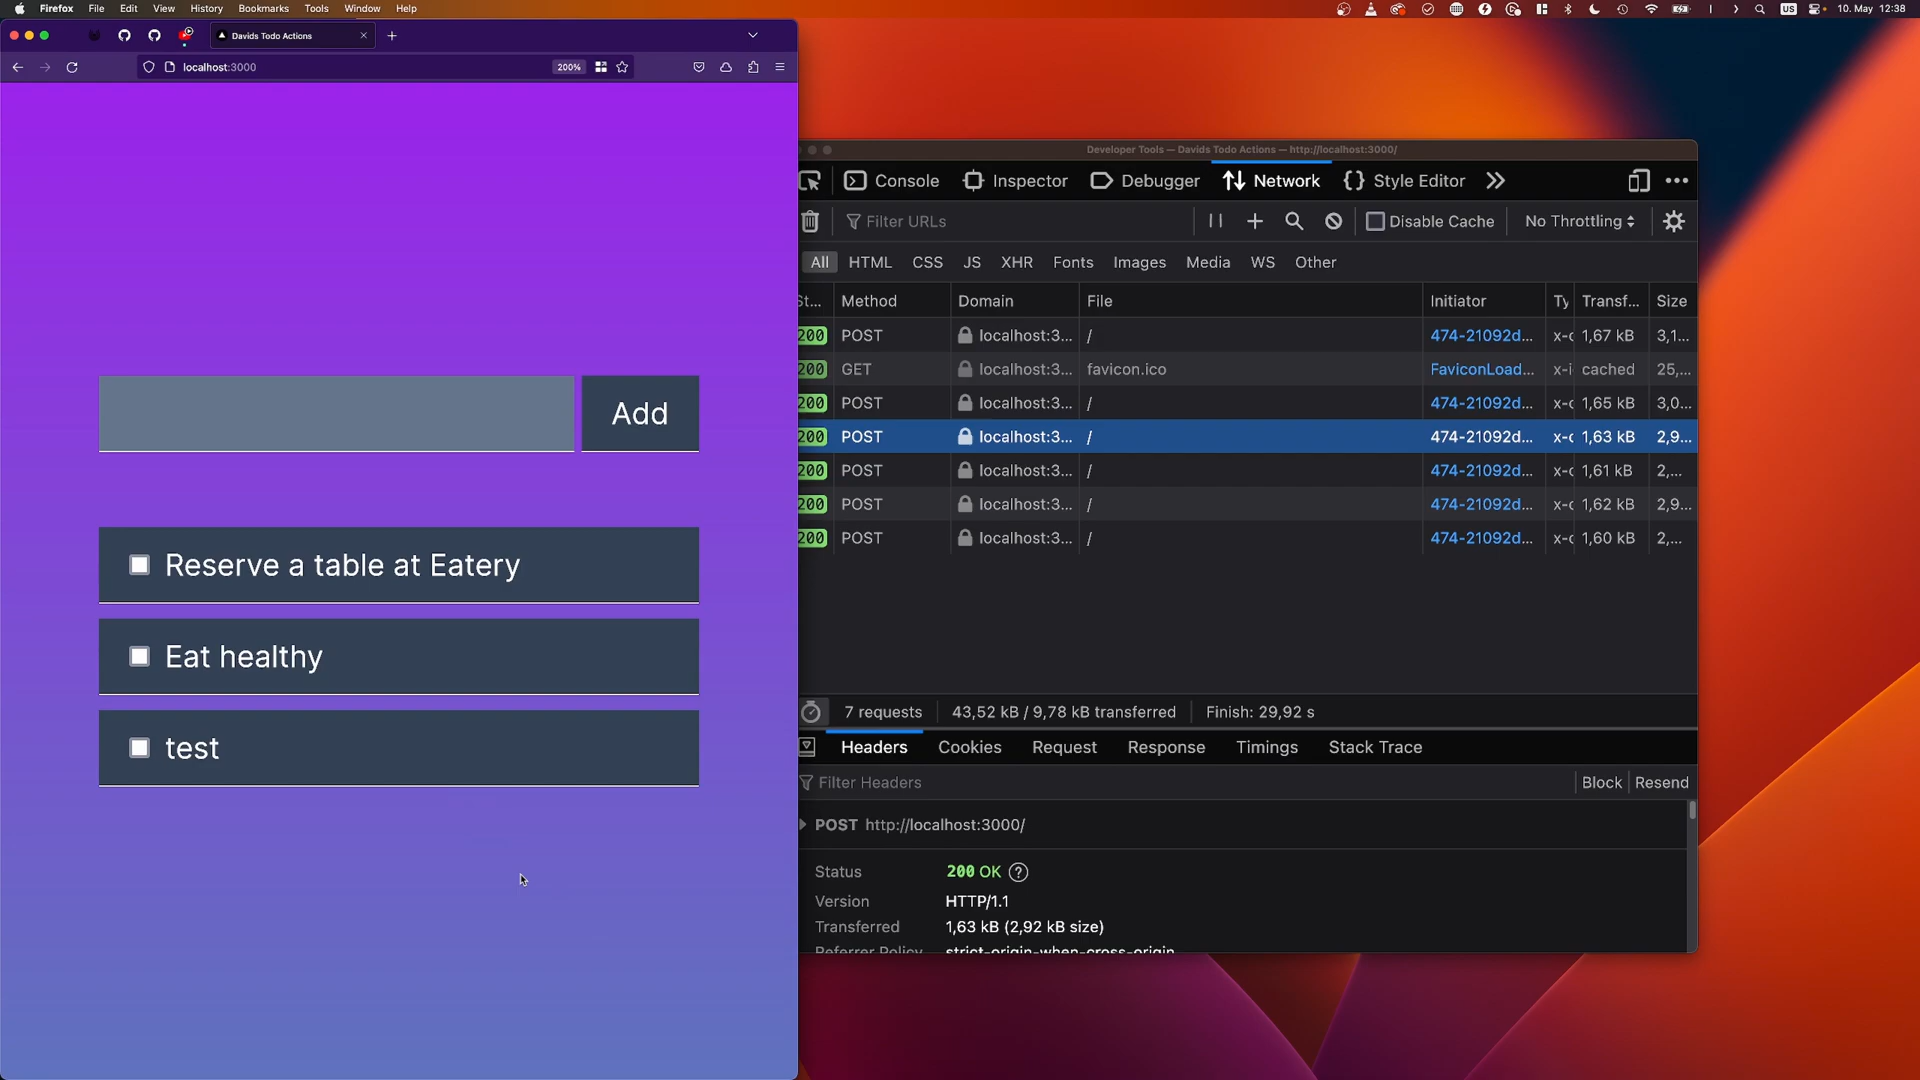 Firefox File Edit View History Bookmarks Tools Window Help
US 10. May 12:38
Davids Todo Actions
localhost:3000 200%
Add
Reserve a table at Eatery
Eat healthy
test
Developer Tools — Davids Todo Actions — http://localhost:3000/
Console Inspector Debugger Network Style Editor
Filter URLs Disable Cache No Throttling
All HTML CSS JS XHR Fonts Images Media WS Other
St... Method Domain File Initiator Ty Transf... Size
200 POST localhost:3... / 474-21092d... 1,67 kB 3,1...
200 GET localhost:3... favicon.ico FaviconLoad... cached 25,...
200 POST localhost:3... / 474-21092d... 1,65 kB 3,0...
200 POST localhost:3... / 474-21092d... 1,63 kB 2,9...
200 POST localhost:3... / 474-21092d... 1,61 kB 2,...
200 POST localhost:3... / 474-21092d... 1,62 kB 2,9...
200 POST localhost:3... / 474-21092d... 1,60 kB 2,...
7 requests 43,52 kB / 9,78 kB transferred Finish: 29,92 s
Headers Cookies Request Response Timings Stack Trace
Filter Headers Block Resend
POST http://localhost:3000/
Status 200 OK
Version HTTP/1.1
Transferred 1,63 kB (2,92 kB size)
Referrer Policy strict-origin-when-cross-origin